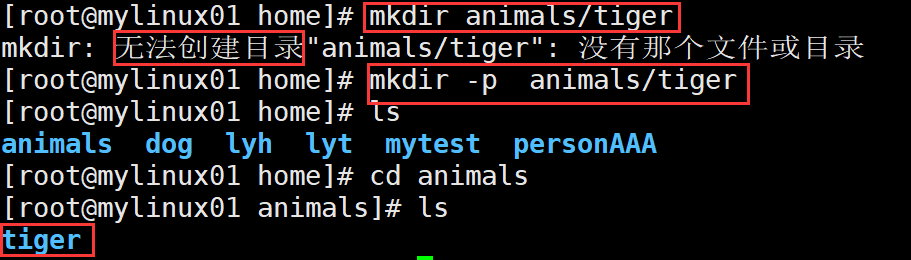 [root@mylinux01 home]# mkdir animals/tiger
mkdir: 无法创建目录"animals/tiger": 没有那个文件或目录
[root@mylinux01 home]# mkdir -p  animals/tiger
[root@mylinux01 home]# ls
animals  dog  lyh  lyt  mytest  personAAA
[root@mylinux01 home]# cd animals
[root@mylinux01 animals]# ls
tiger